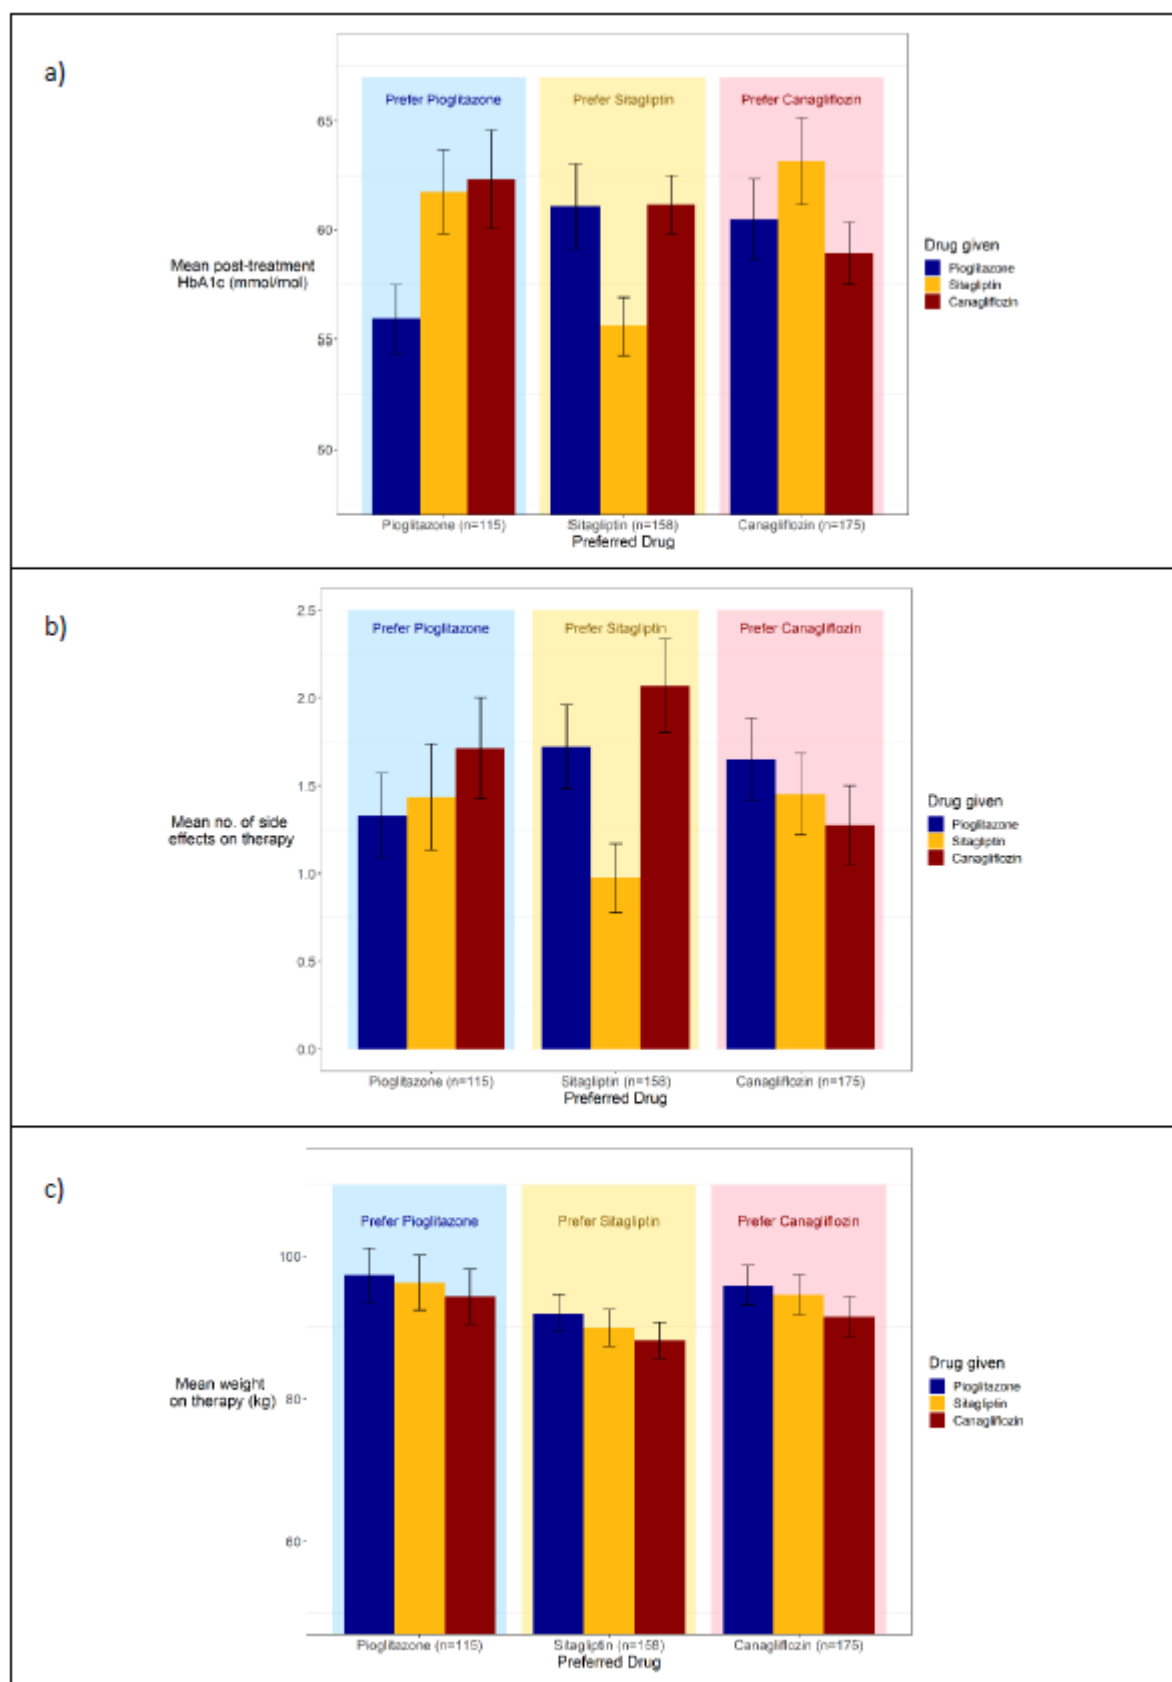 a)
Prefer Pioglitazone
Prefer Sitagliptin
Prefer Canagliflozin
65
60
55
50
Mean post-treatment
HbA1c (mmol/mol)
Drug given
Pioglitazone
Sitagliptin
Canagliflozin
Pioglitazone (n=115)
Sitagliptin (n=158)
Canagliflozin (n=175)
Preferred Drug
b)
Prefer Pioglitazone
Prefer Sitagliptin
Prefer Canagliflozin
2.5
2.0
1.5
1.0
0.5
0.0
Mean no. of side
effects on therapy
Drug given
Pioglitazone
Sitagliptin
Canagliflozin
Pioglitazone (n=115)
Sitagliptin (n=158)
Canagliflozin (n=175)
Preferred Drug
c)
Prefer Pioglitazone
Prefer Sitagliptin
Prefer Canagliflozin
100
80
60
Mean weight
on therapy (kg)
Drug given
Pioglitazone
Sitagliptin
Canagliflozin
Pioglitazone (n=115)
Sitagliptin (n=158)
Canagliflozin (n=175)
Preferred Drug